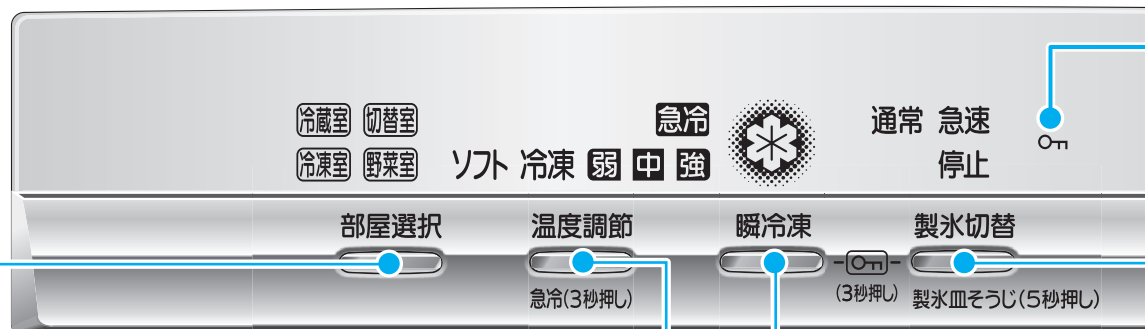 冷蔵室 切替室 急冷 通常 急速
冷凍室 野菜室 ソフト 冷凍 弱 中 強 停止
部屋選択 温度調節 瞬冷凍 製氷切替
急冷(3秒押し) (3秒押し) 製氷皿そうじ(5秒押し)